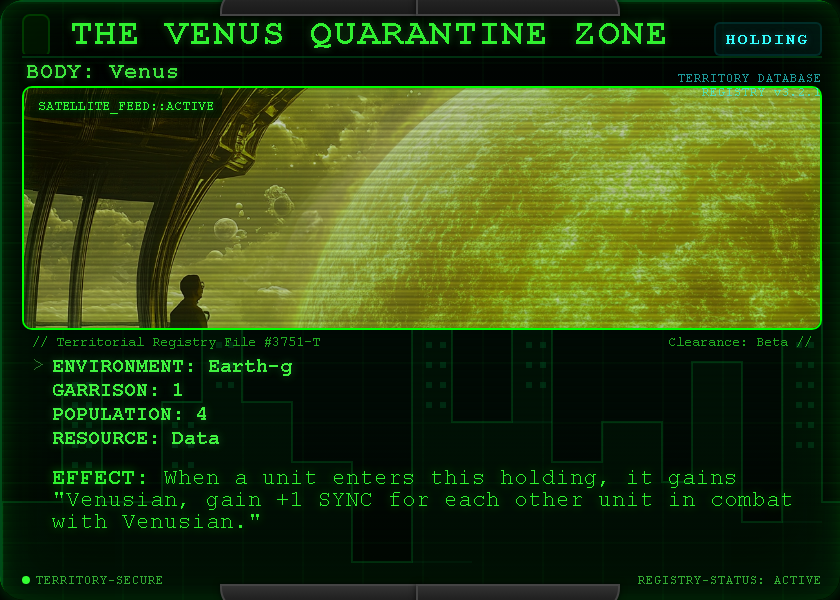 THE VENUS QUARANTINE ZONE
HOLDING
BODY: Venus
TERRITORY DATABASE
SATELLITE_FEED::ACTIVE
// Territorial Registry File #3751-T
Clearance: Beta //
> ENVIRONMENT: Earth-g
GARRISON: 1
POPULATION: 4
RESOURCE: Data
EFFECT: When a unit enters this holding, it gains
"Venusian, gain +1 SYNC for each other unit in combat
with Venusian."
TERRITORY-SECURE
REGISTRY-STATUS: ACTIVE